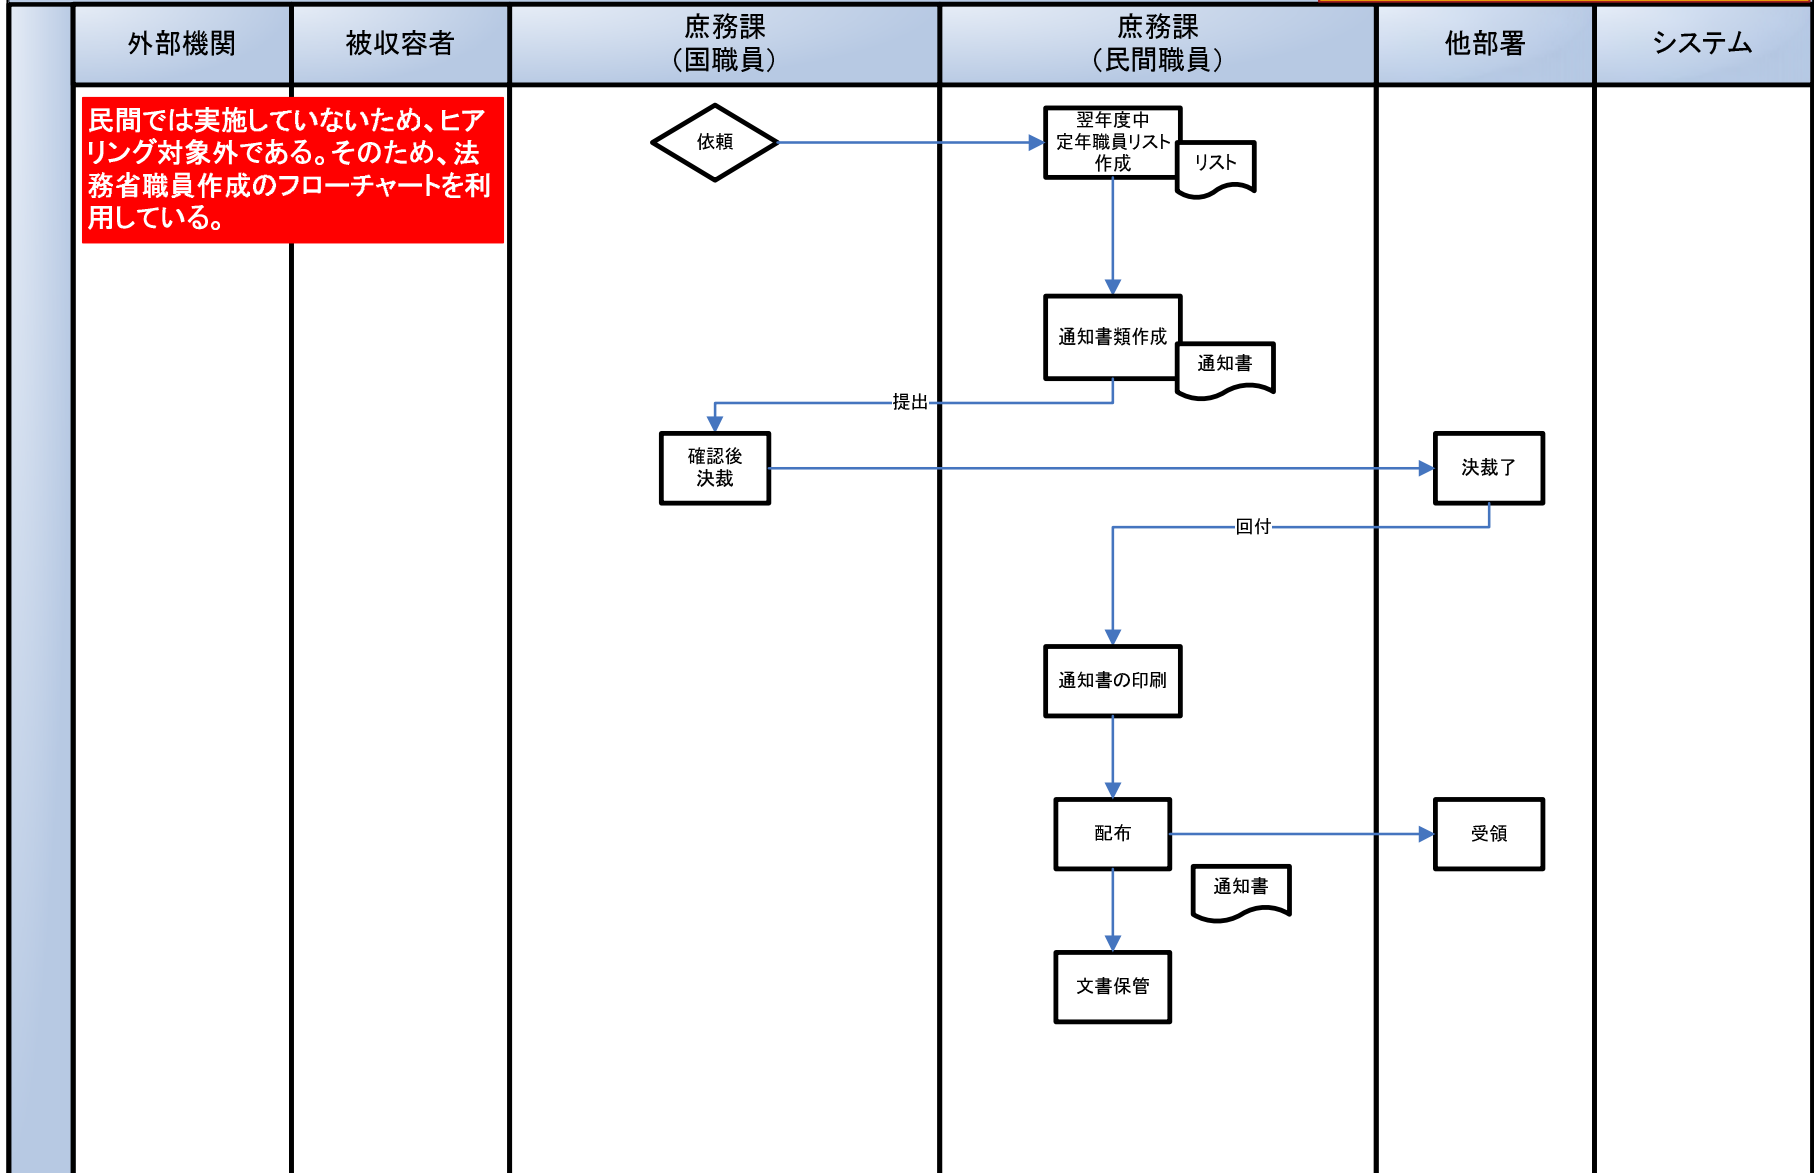 外部機関
被収容者
庶務課
（国職員）
庶務課
（民間職員）
他部署
システム
民間では実施していないため、ヒア
リング対象外である。そのため、法
務省職員作成のフローチャートを利
用している。
依頼
翌年度中
定年職員リスト
作成
リスト
通知書類作成
通知書
提出
確認後
決裁
決裁了
回付
通知書の印刷
配布
受領
通知書
文書保管